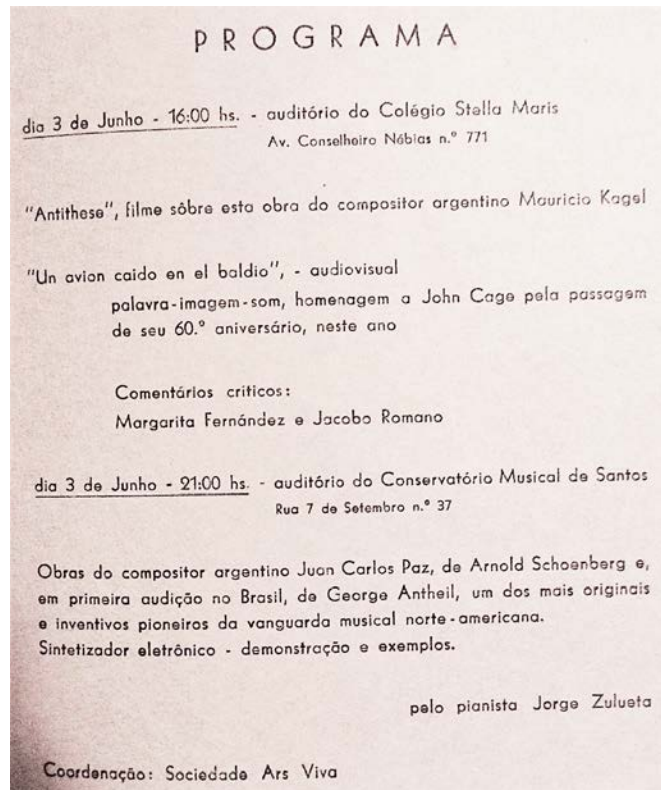 PROGRAMA
dia 3 de Junho - 16:00 hs. - auditório do Colégio Stella Maris
Av. Conselheiro Nébias n.º 771
"Antithese", filme sôbre esta obra do compositor argentino Mauricio Kagel
"Un avion caido en el baldio", - audiovisual
palavra-imagem-som, homenagem a John Cage pela passagem
de seu 60.º aniversário, neste ano
Comentários criticos:
Margarita Fernández e Jacobo Romano
dia 3 de Junho - 21:00 hs. - auditório do Conservatório Musical de Santos
Rua 7 de Setembro n.º 37
Obras do compositor argentino Juan Carlos Paz, de Arnold Schoenberg e,
em primeira audição no Brasil, de George Antheil, um dos mais originais
e inventivos pioneiros da vanguarda musical norte-americana.
Sintetizador eletrônico - demonstração e exemplos.
pelo pianista Jorge Zulueta
Coordenação: Sociedade Ars Viva